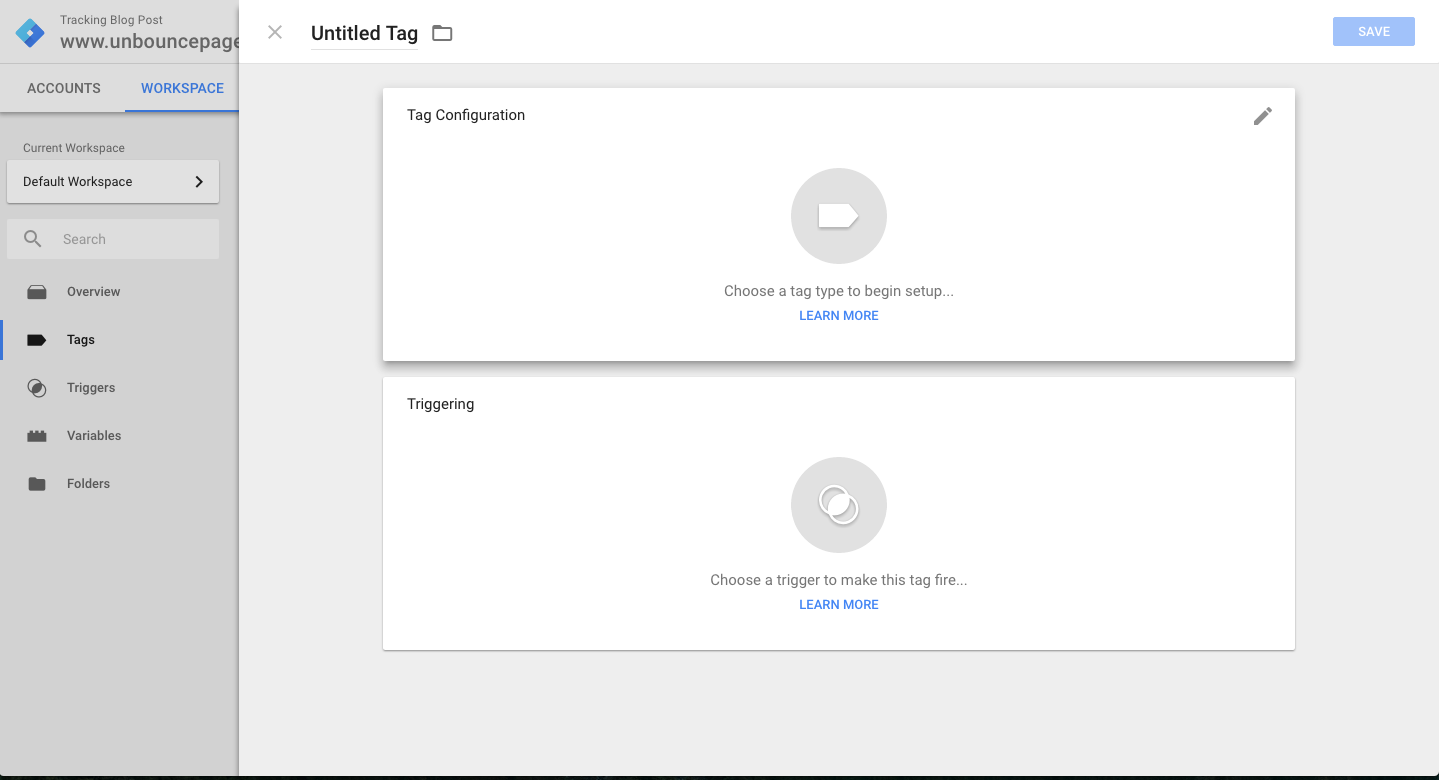 Tracking Blog Post
www.unbouncepage
Untitled Tag
SAVE
ACCOUNTS
WORKSPACE
Current Workspace
Default Workspace
Search
Overview
Tags
Triggers
Variables
Folders
Tag Configuration
Choose a tag type to begin setup...
LEARN MORE
Triggering
Choose a trigger to make this tag fire...
LEARN MORE